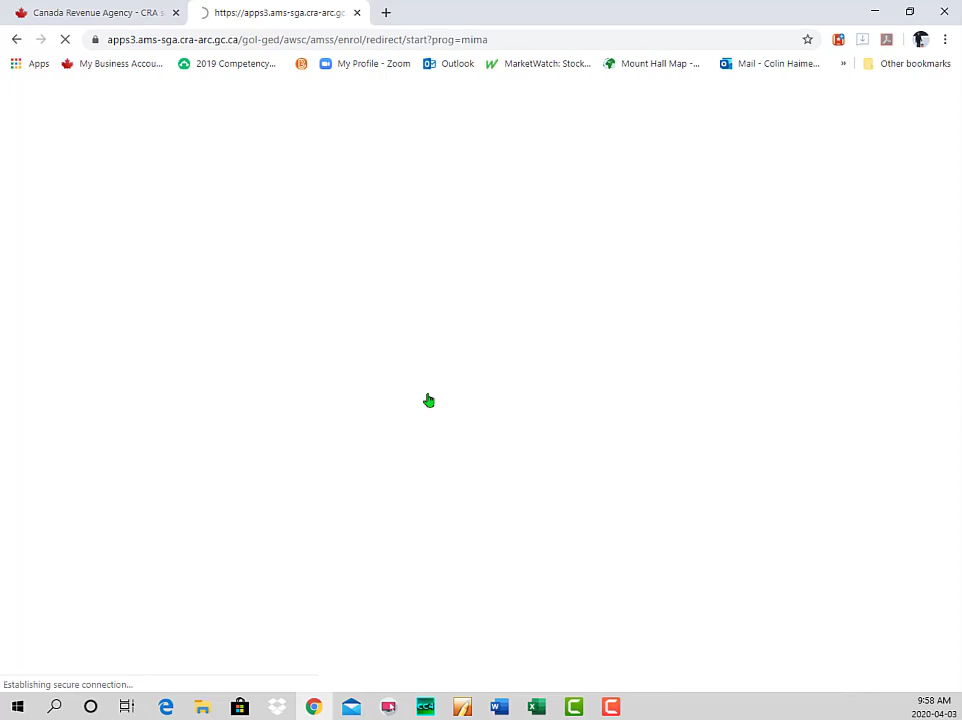 Canada Revenue Agency - CRA s
https://apps3.ams-sga.cra-arc.gc.
apps3.ams-sga.cra-arc.gc.ca/gol-ged/awsc/amss/enrol/redirect/start?prog=mima
Apps My Business Accou... 2019 Competency... My Profile - Zoom Outlook MarketWatch: Stock... Mount Hall Map -... Mail - Colin Haime... » Other bookmarks
Establishing secure connection...
CC4 9:58 AM
2020-04-03